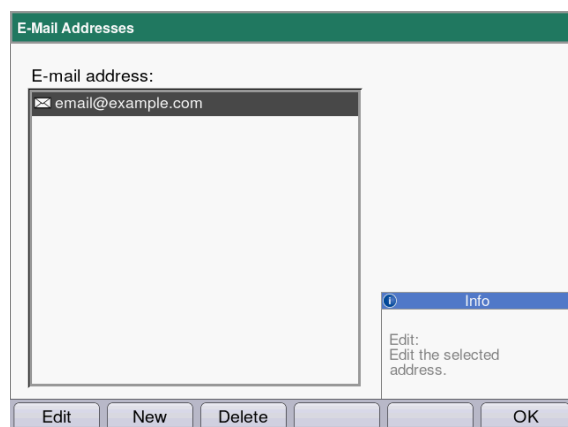 E-Mail Addresses
E-mail address:
email@example.com
Info
Edit:
Edit the selected
address.
Edit
New
Delete
OK